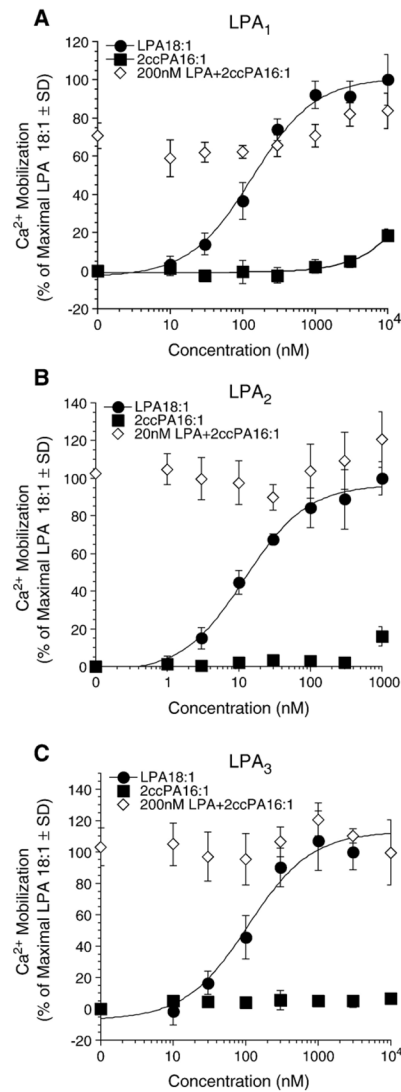 A
LPA₁
LPA18:1
2ccPA16:1
200nM LPA+2ccPA16:1
Ca²⁺ Mobilization
(% of Maximal LPA 18:1 ± SD)
120
100
80
60
40
20
0
-20
0
10
100
1000
10⁴
Concentration (nM)
B
LPA₂
LPA18:1
2ccPA16:1
20nM LPA+2ccPA16:1
Ca²⁺ Mobilization
(% of Maximal LPA 18:1 ± SD)
140
120
100
80
60
40
20
0
0
1
10
100
1000
Concentration (nM)
C
LPA₃
LPA18:1
2ccPA16:1
200nM LPA+2ccPA16:1
Ca²⁺ Mobilization
(% of Maximal LPA 18:1 ± SD)
140
120
100
80
60
40
20
0
-20
0
10
100
1000
10⁴
Concentration (nM)